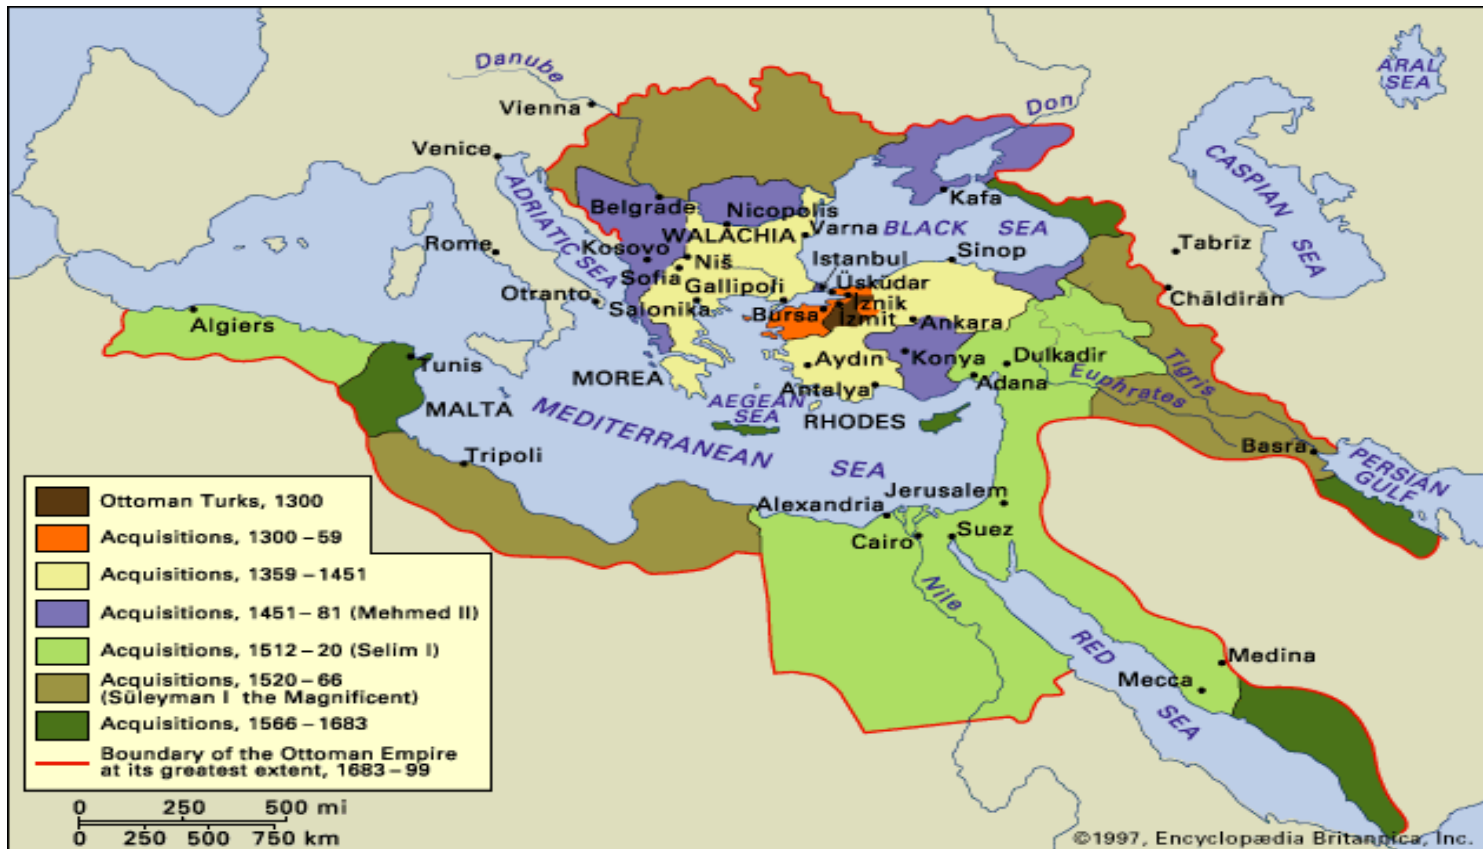 Danube
Vienna
Don
ARAL
SEA
Venice
CASPIAN
SEA
ADRIATIC SEA
Belgrade
Nicopolis
Kafa
WALACHIA
Varna
BLACK SEA
Rome
Kosovo
Niš
Istanbul
Sinop
Tabrīz
Sofia
Gallipoli
Üsküdar
Otranto
Salonika
Bursa
İznik
İzmit
Ankara
Chāldirān
Algiers
Tunis
MOREA
Aydın
Konya
Dulkadir
Tigris
Antalya
Adana
Euphrates
MALTA
AEGEAN
SEA
RHODES
MEDITERRANEAN SEA
Basra
PERSIAN
GULF
Tripoli
Alexandria
Jerusalem
Cairo
Suez
Nile
RED SEA
Medina
Mecca
Ottoman Turks, 1300
Acquisitions, 1300–59
Acquisitions, 1359–1451
Acquisitions, 1451–81 (Mehmed II)
Acquisitions, 1512–20 (Selim I)
Acquisitions, 1520–66
(Süleyman I the Magnificent)
Acquisitions, 1566–1683
Boundary of the Ottoman Empire
at its greatest extent, 1683–99
0 250 500 mi
0 250 500 750 km
©1997, Encyclopædia Britannica, Inc.